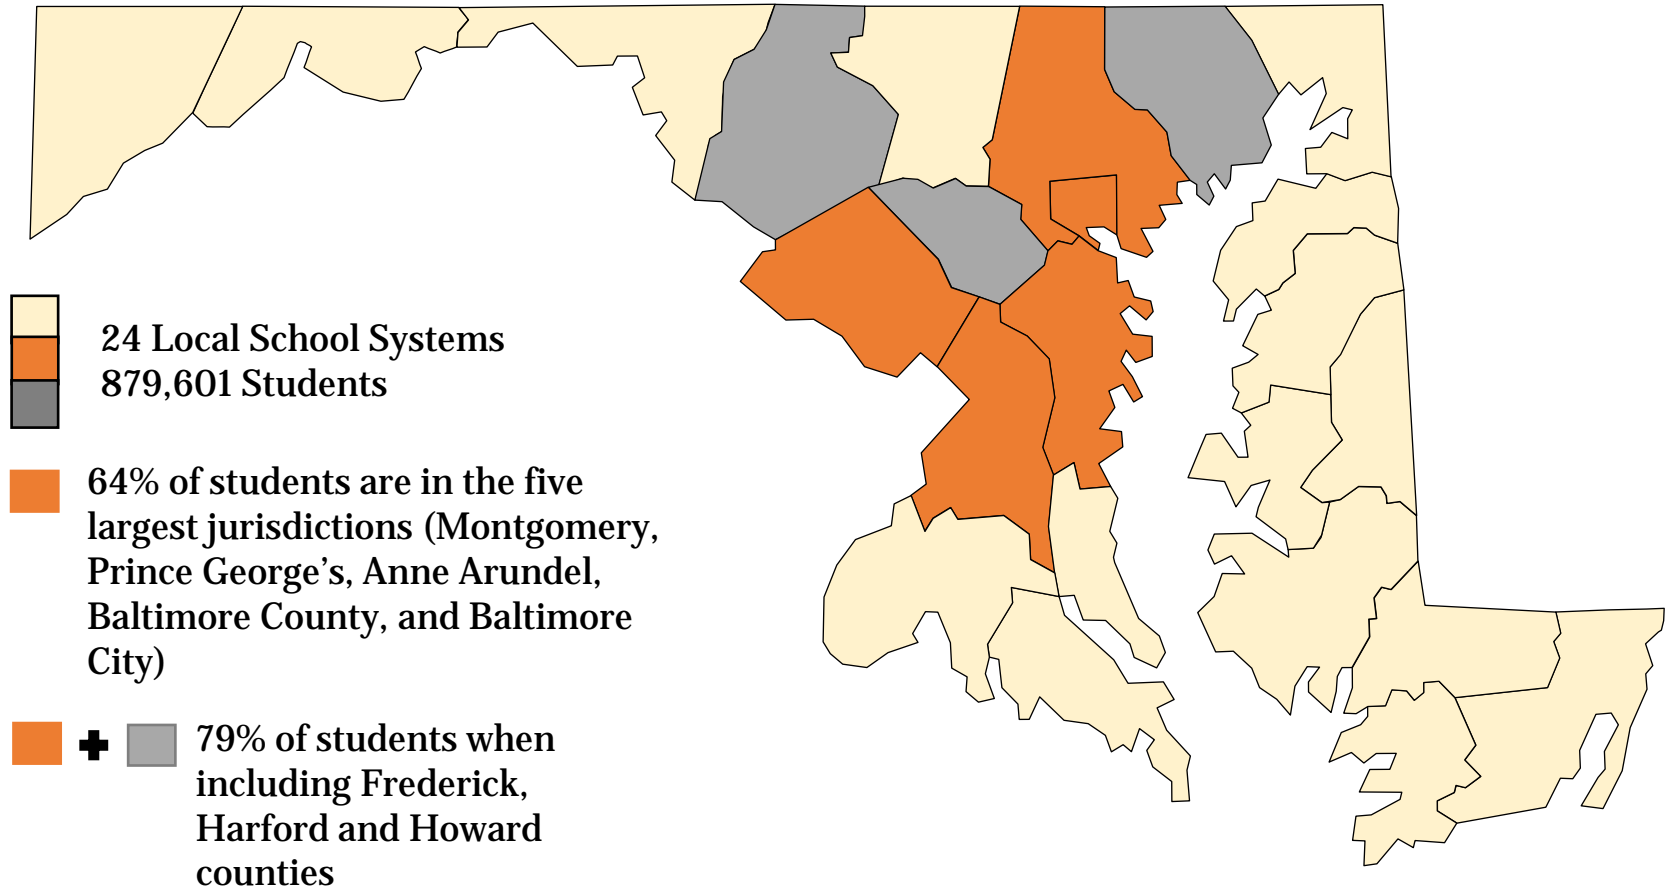 24 Local School Systems
879,601 Students
64% of students are in the five
largest jurisdictions (Montgomery,
Prince George’s, Anne Arundel,
Baltimore County, and Baltimore
City)
79% of students when
including Frederick,
Harford and Howard
counties